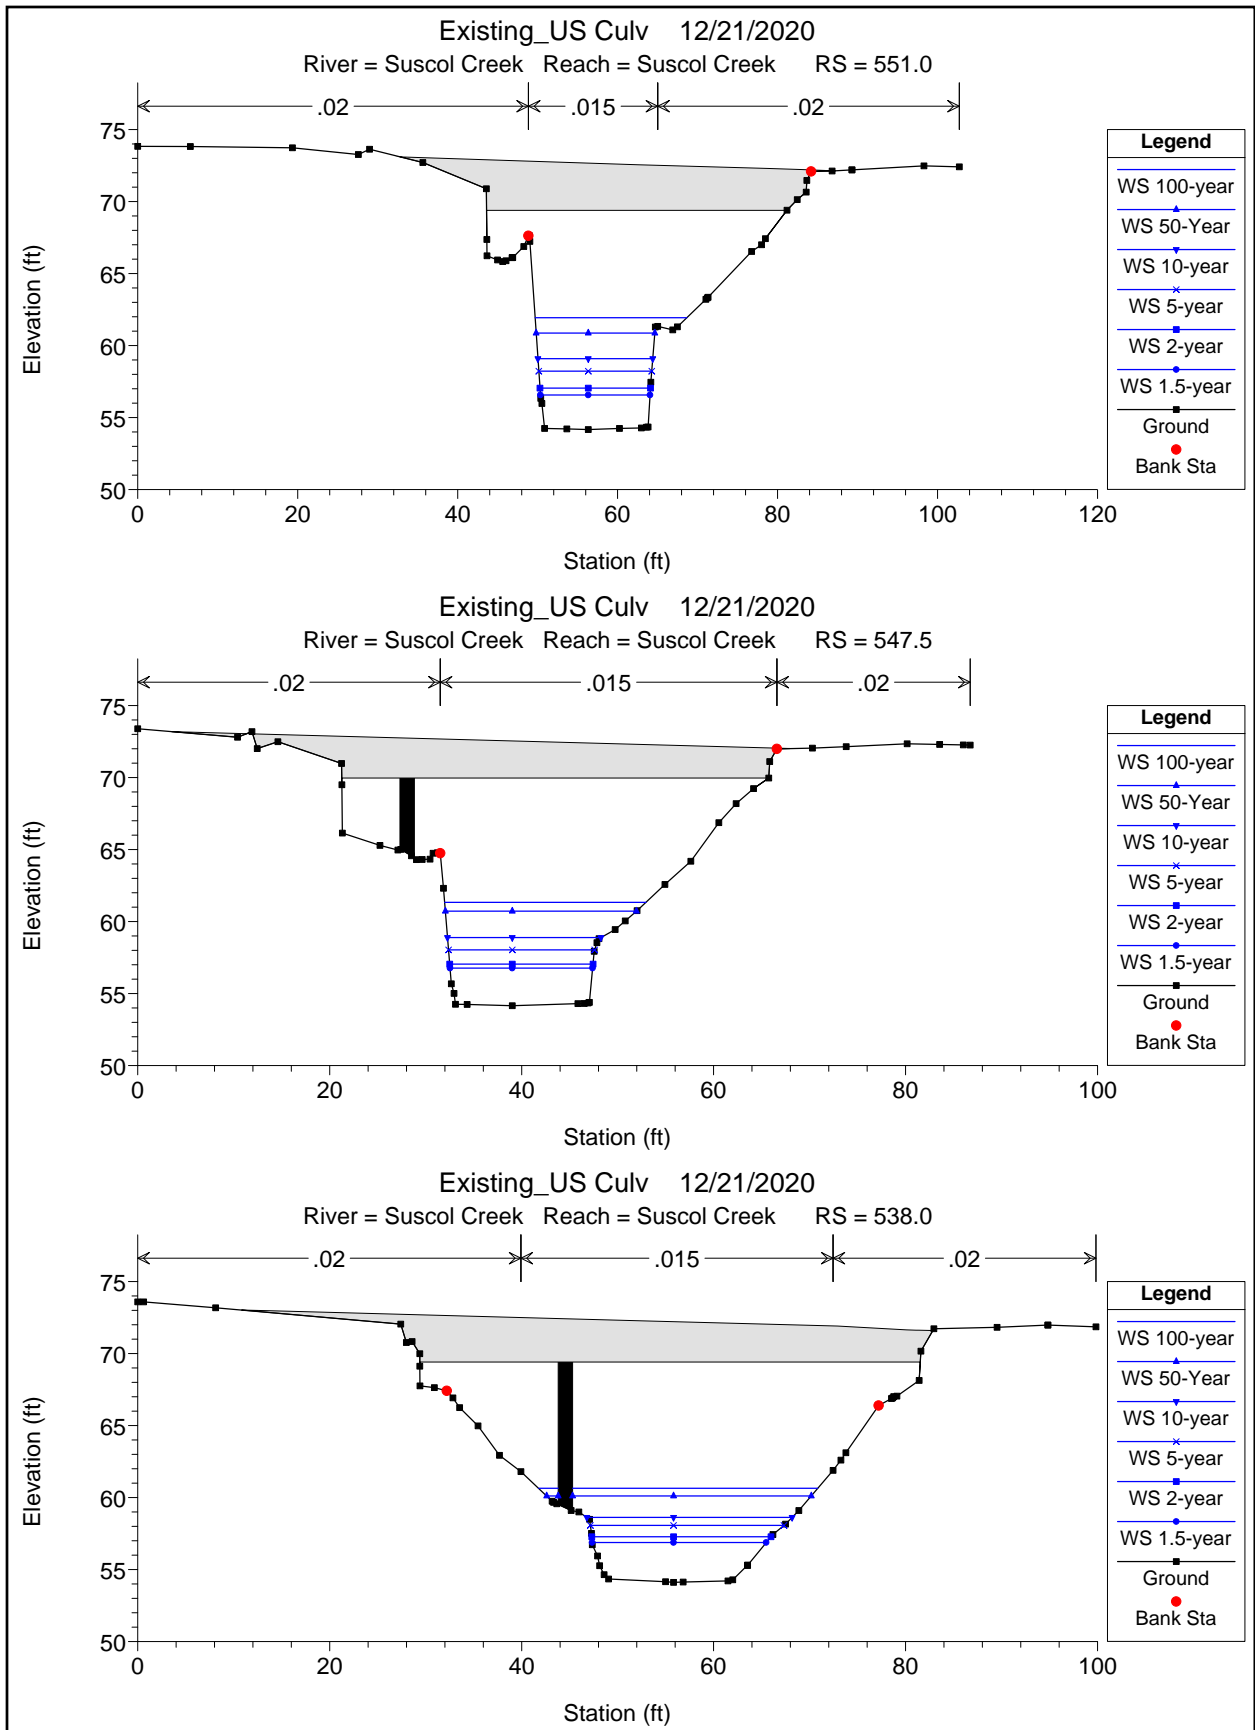 Existing_US Culv 12/21/2020
River = Suscol Creek Reach = Suscol Creek RS = 551.0
.02 .015 .02
75
70
65
60
55
50
0 20 40 60 80 100 120
Elevation (ft)
Station (ft)
Legend
WS 100-year
WS 50-Year
WS 10-year
WS 5-year
WS 2-year
WS 1.5-year
Ground
Bank Sta
Existing_US Culv 12/21/2020
River = Suscol Creek Reach = Suscol Creek RS = 547.5
.02 .015 .02
75
70
65
60
55
50
0 20 40 60 80 100
Elevation (ft)
Station (ft)
Legend
WS 100-year
WS 50-Year
WS 10-year
WS 5-year
WS 2-year
WS 1.5-year
Ground
Bank Sta
Existing_US Culv 12/21/2020
River = Suscol Creek Reach = Suscol Creek RS = 538.0
.02 .015 .02
75
70
65
60
55
50
0 20 40 60 80 100
Elevation (ft)
Station (ft)
Legend
WS 100-year
WS 50-Year
WS 10-year
WS 5-year
WS 2-year
WS 1.5-year
Ground
Bank Sta